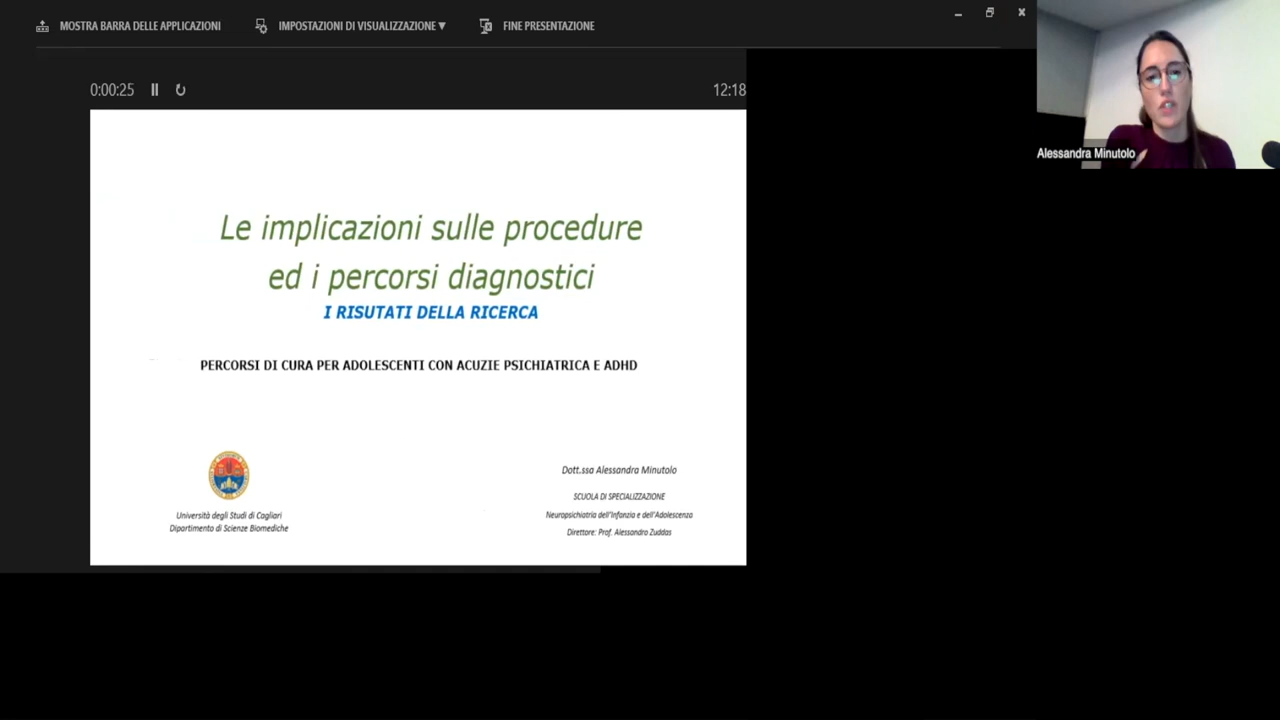 MOSTRA BARRA DELLE APPLICAZIONI
IMPOSTAZIONI DI VISUALIZZAZIONE ▼
FINE PRESENTAZIONE
0:00:25
12:18
Alessandra Minutolo
Le implicazioni sulle procedure
ed i percorsi diagnostici
I RISUTATI DELLA RICERCA
PERCORSI DI CURA PER ADOLESCENTI CON ACUZIE PSICHIATRICA E ADHD
Università degli Studi di Cagliari
Dipartimento di Scienze Biomediche
Dott.ssa Alessandra Minutolo
SCUOLA DI SPECIALIZZAZIONE
Neuropsichiatria dell'Infanzia e dell'Adolescenza
Direttore: Prof. Alessandro Zuddas